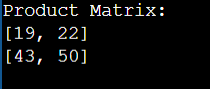 Product Matrix:
[19, 22]
[43, 50]